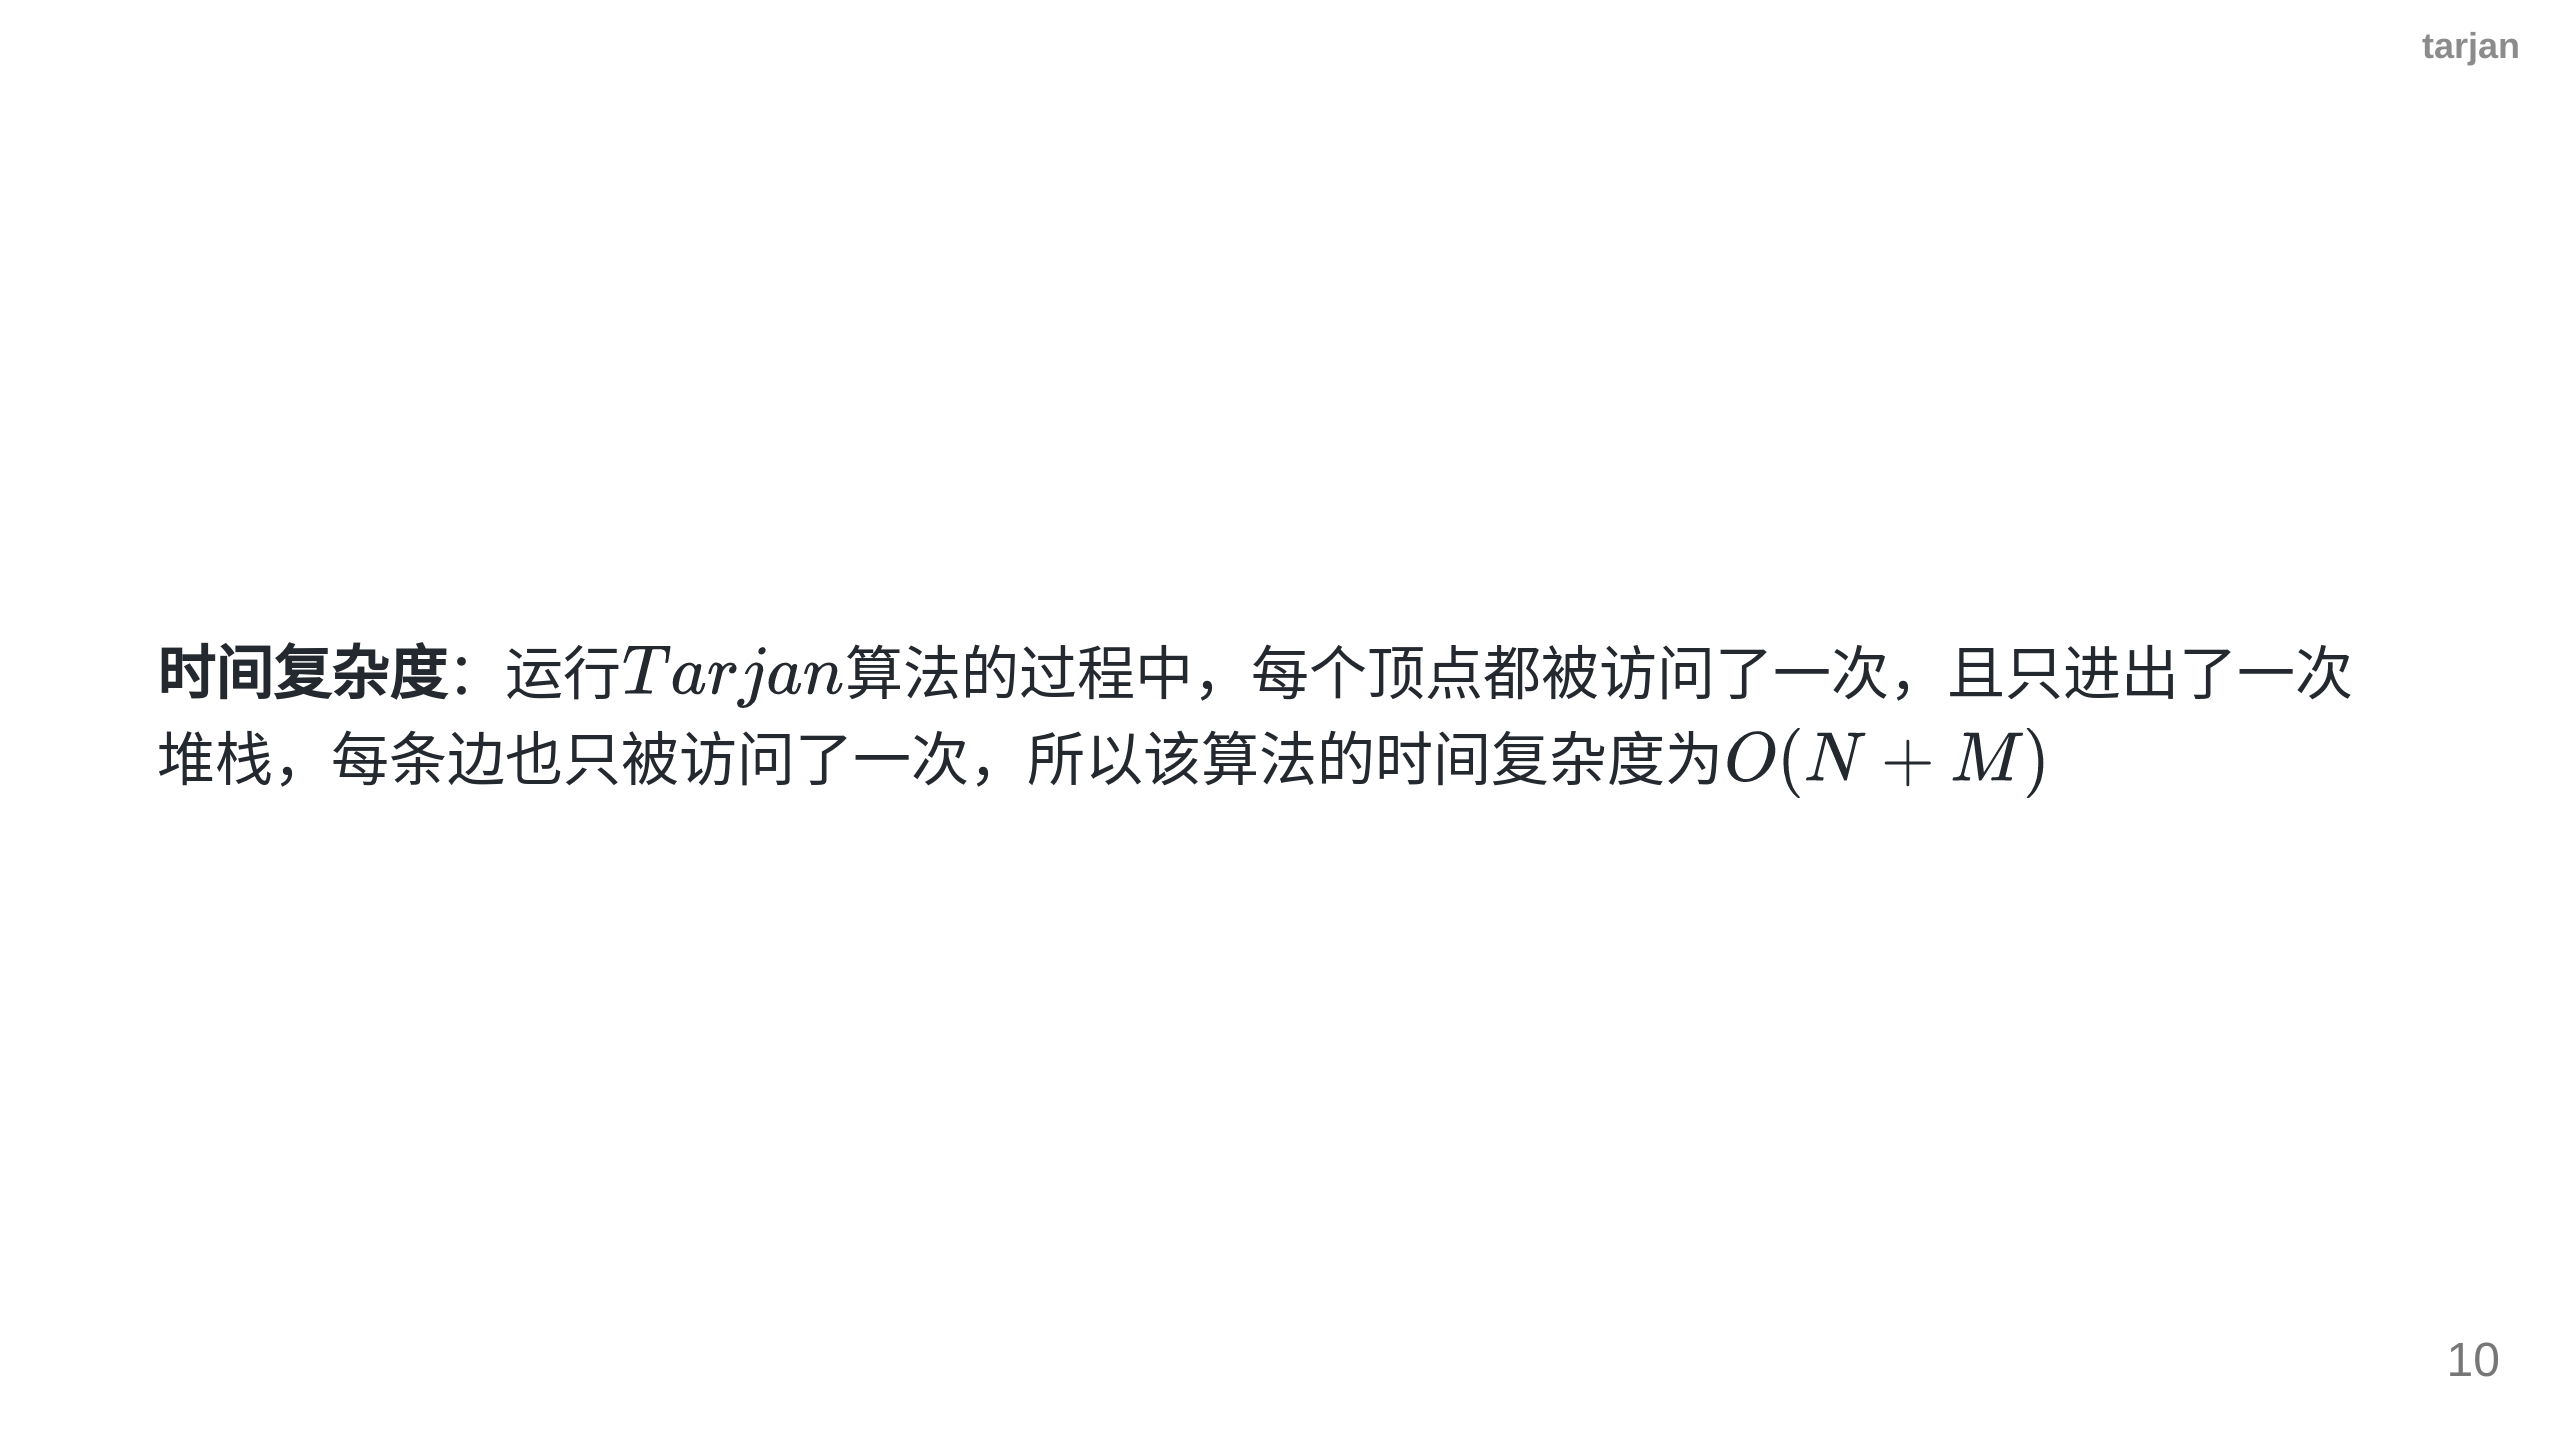 tarjan
时间复杂度：运行Tarjan算法的过程中，每个顶点都被访问了一次，且只进出了一次
堆栈，每条边也只被访问了一次，所以该算法的时间复杂度为O(N + M)
10